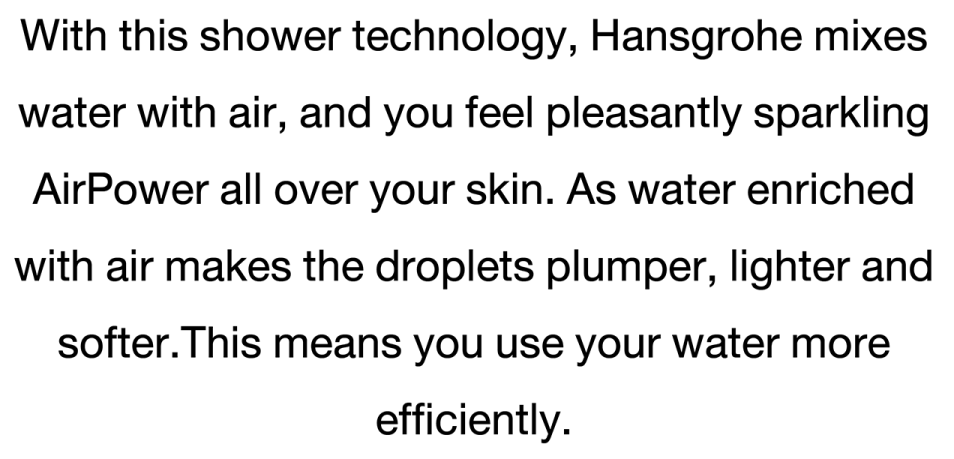 With this shower technology, Hansgrohe mixes
water with air, and you feel pleasantly sparkling
AirPower all over your skin. As water enriched
with air makes the droplets plumper, lighter and
softer.This means you use your water more
efficiently.